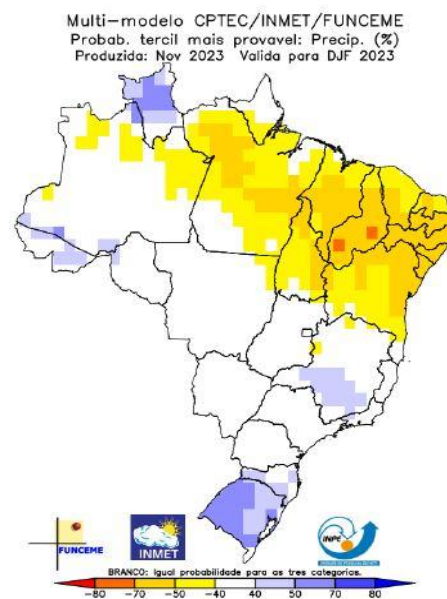 Multi-modelo CPTEC/INMET/FUNCEME
Probab. tercil mais provavel: Precip. (%)
Produzida: Nov 2023 Valida para DJF 2023
FUNCEME
INMET
INPE
BRANCO: Igual probabilidade para as tres categorias.
-80 -70 -50 -40 40 50 70 80